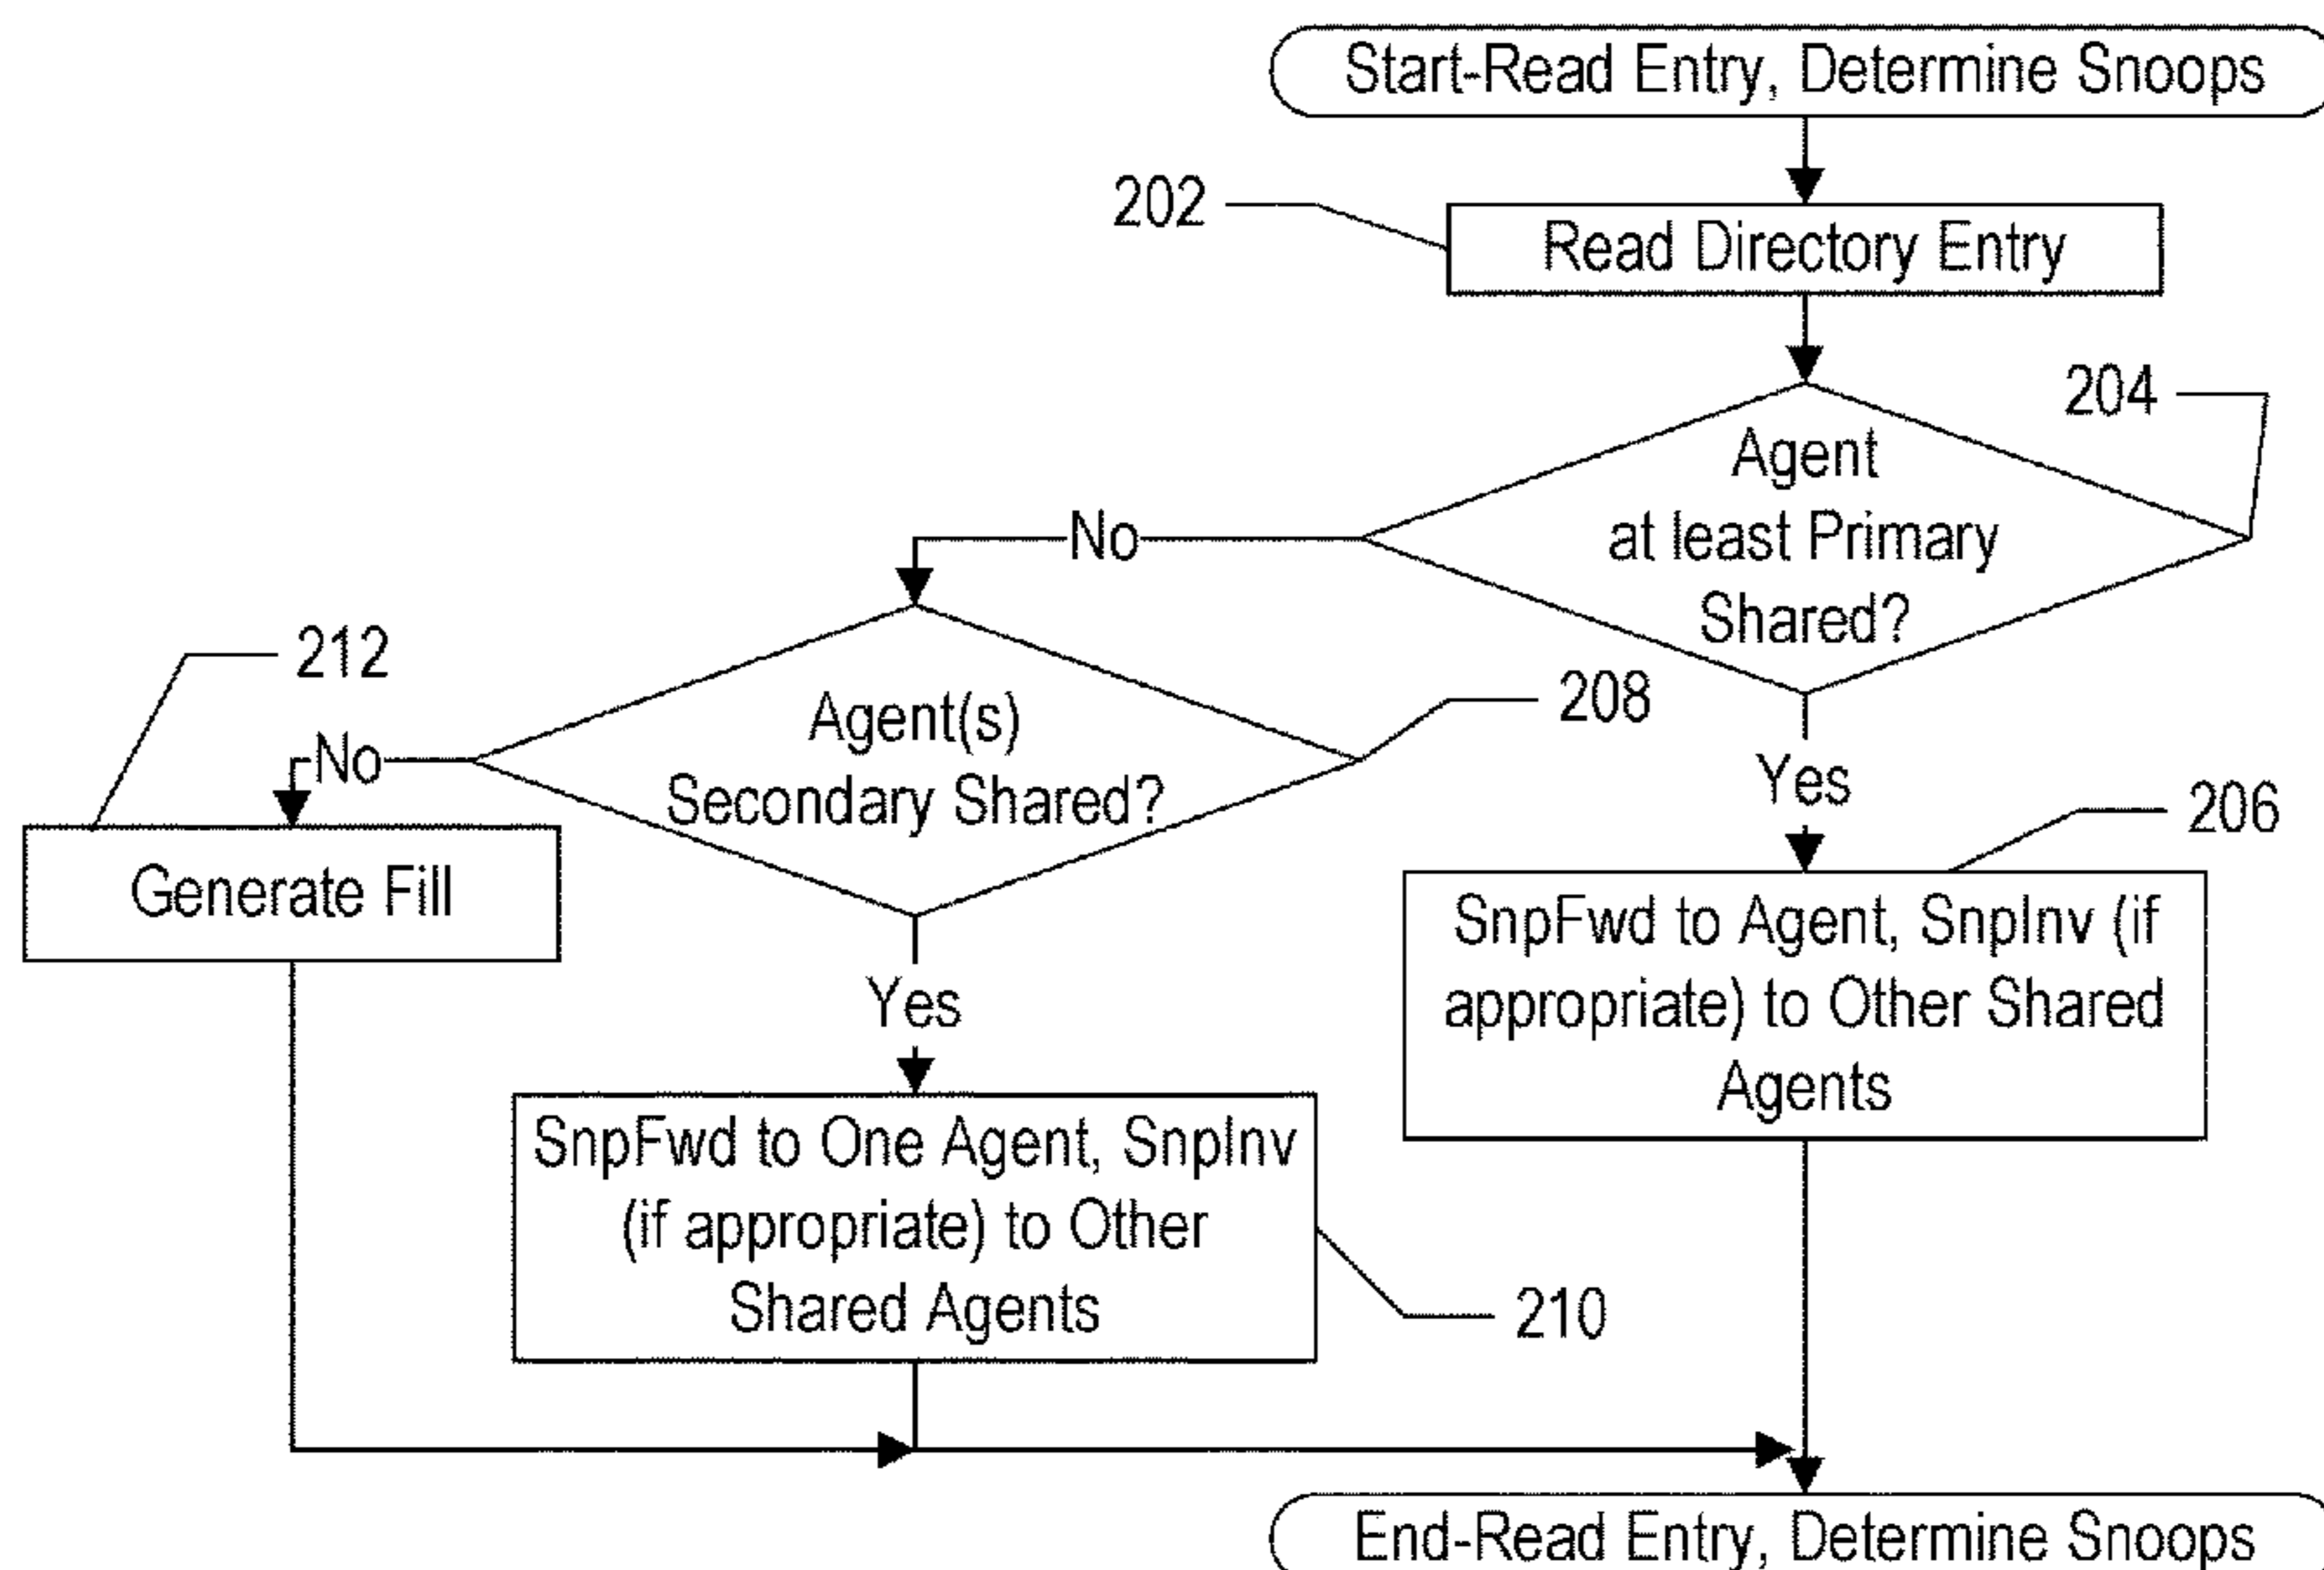 Start-Read Entry, Determine Snoops
202
Read Directory Entry
204
Agent
at least Primary
Shared?
No
Yes
212
208
Agent(s)
Secondary Shared?
No
Yes
206
SnpFwd to Agent, SnpInv (if
appropriate) to Other Shared
Agents
Generate Fill
SnpFwd to One Agent, SnpInv
(if appropriate) to Other
Shared Agents
210
End-Read Entry, Determine Snoops